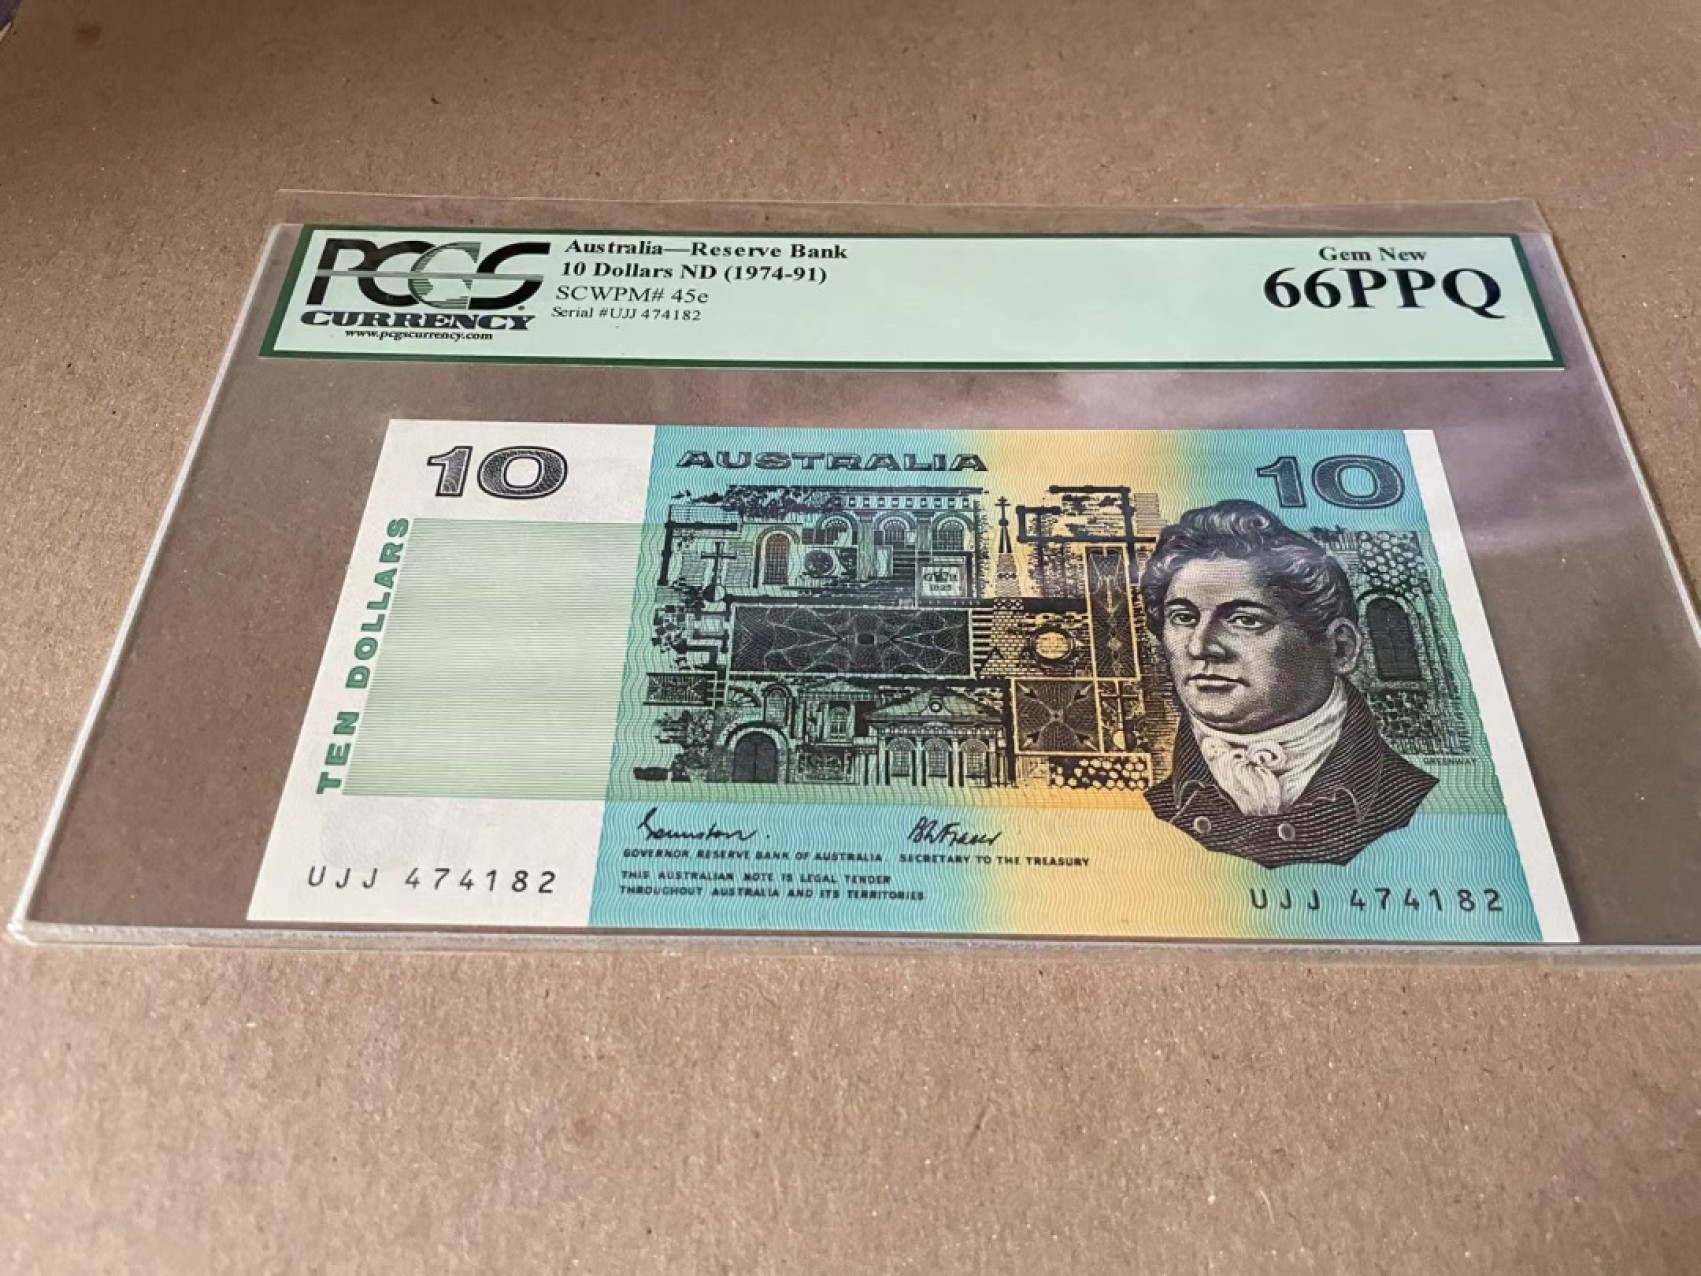 PCGS
CURRENCY
www.pcgscurrency.com
Australia—Reserve Bank
10 Dollars ND (1974-91)
SCWPM# 45e
Serial #UJJ 474182
Gem New
66PPQ
10
AUSTRALIA
10
TEN DOLLARS
GREENWAY
GOVERNOR RESERVE BANK OF AUSTRALIA
SECRETARY TO THE TREASURY
THIS AUSTRALIAN NOTE IS LEGAL TENDER
THROUGHOUT AUSTRALIA AND ITS TERRITORIES
UJJ 474182
UJJ 474182